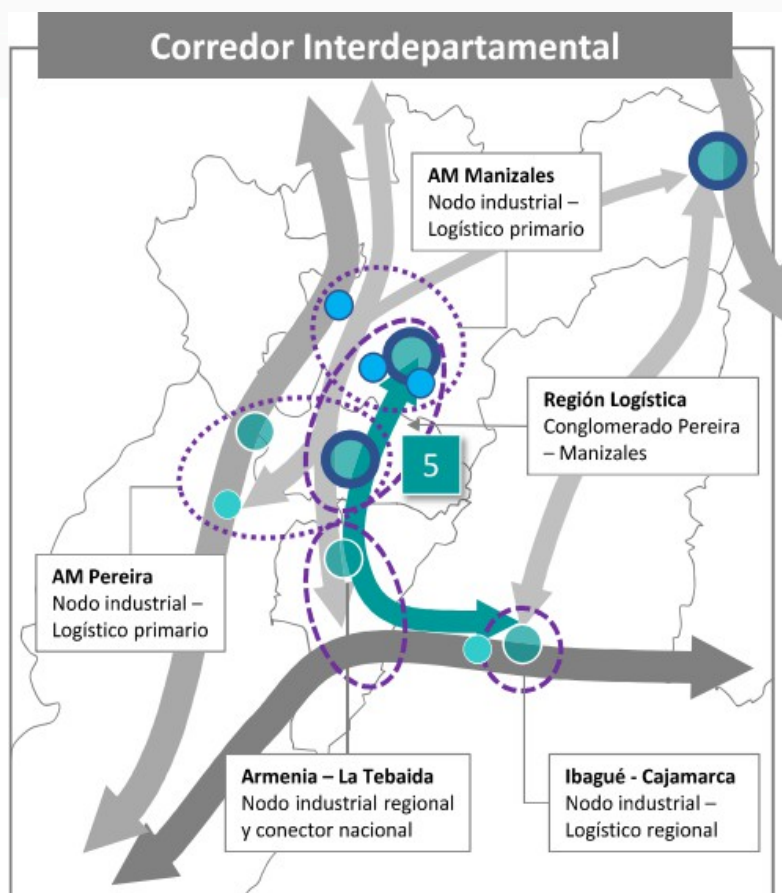 Corredor Interdepartamental
AM Manizales
Nodo industrial –
Logístico primario
Región Logística
Conglomerado Pereira
– Manizales
5
AM Pereira
Nodo industrial –
Logístico primario
Armenia – La Tebaida
Nodo industrial regional
y conector nacional
Ibagué - Cajamarca
Nodo industrial –
Logístico regional